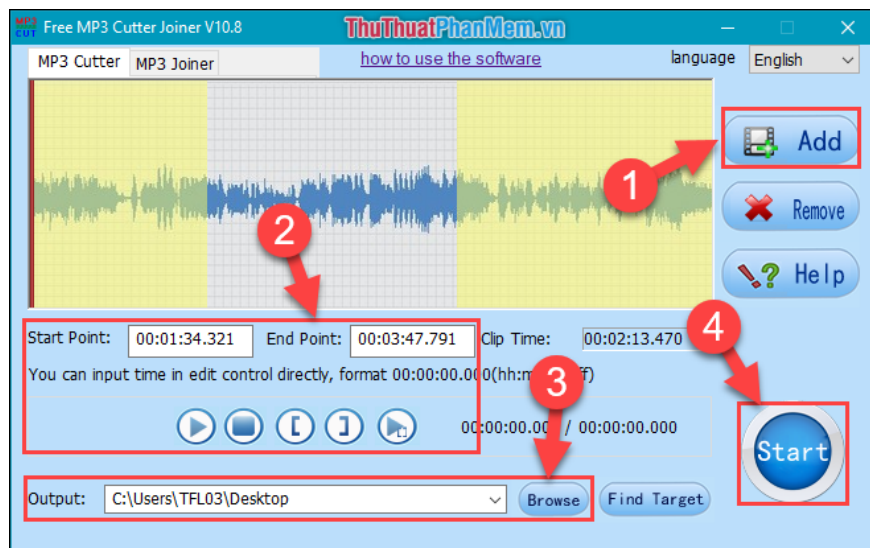 MP3 CUT Free MP3 Cutter Joiner V10.8 ThuThuatPhanMem.vn
MP3 Cutter MP3 Joiner how to use the software language English
1 Add
Remove
2
Help
Start Point: 00:01:34.321 End Point: 00:03:47.791 Clip Time: 00:02:13.470 4
You can input time in edit control directly, format 00:00:00.000(hh:m
3
00:00:00.00 / 00:00:00.000
Start
Output: C:\Users\TFL03\Desktop Browse Find Target